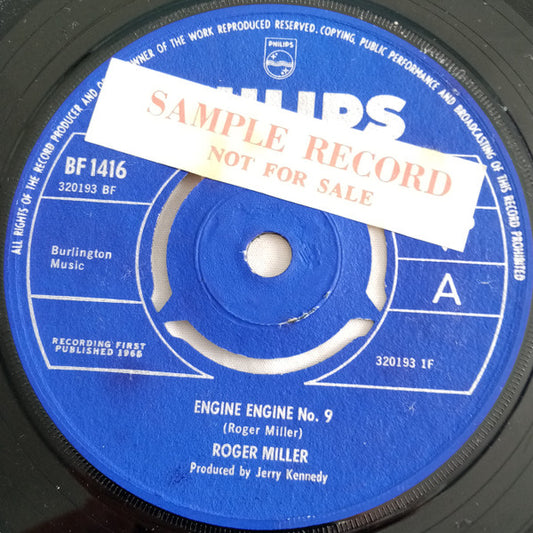 ALL RIGHTS OF THE RECORD PRODUCER AND OF THE OWNER OF THE WORK REPRODUCED RESERVED. COPYING, PUBLIC PERFORMANCE AND BROADCASTING OF THIS RECORD PROHIBITED
PHILIPS
PHILIPS
SAMPLE RECORD
NOT FOR SALE
BF 1416
320193 BF
Burlington
Music
A
RECORDING FIRST
PUBLISHED 1965
320193 1F
ENGINE ENGINE No. 9
(Roger Miller)
ROGER MILLER
Produced by Jerry Kennedy